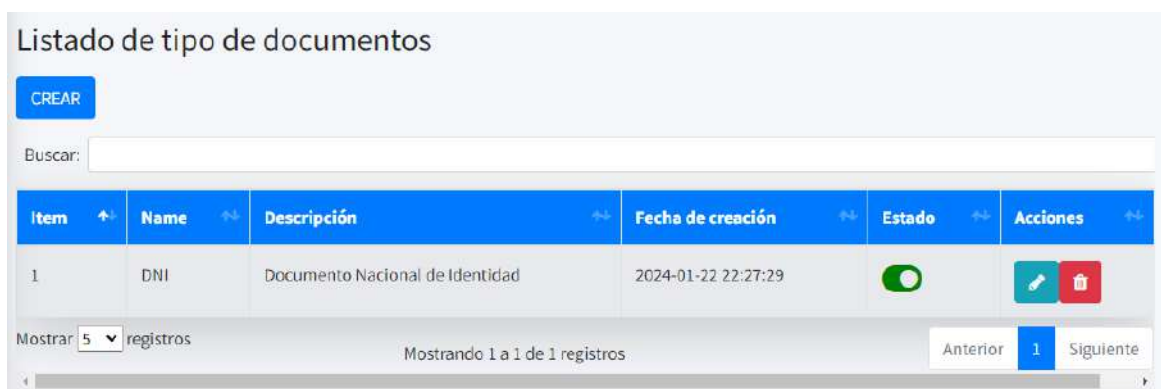 Listado de tipo de documentos
CREAR
Buscar:
Item Name Descripción Fecha de creación Estado Acciones
1 DNI Documento Nacional de Identidad 2024-01-22 22:27:29
Mostrar 5 registros
Mostrando 1 a 1 de 1 registros
Anterior 1 Siguiente